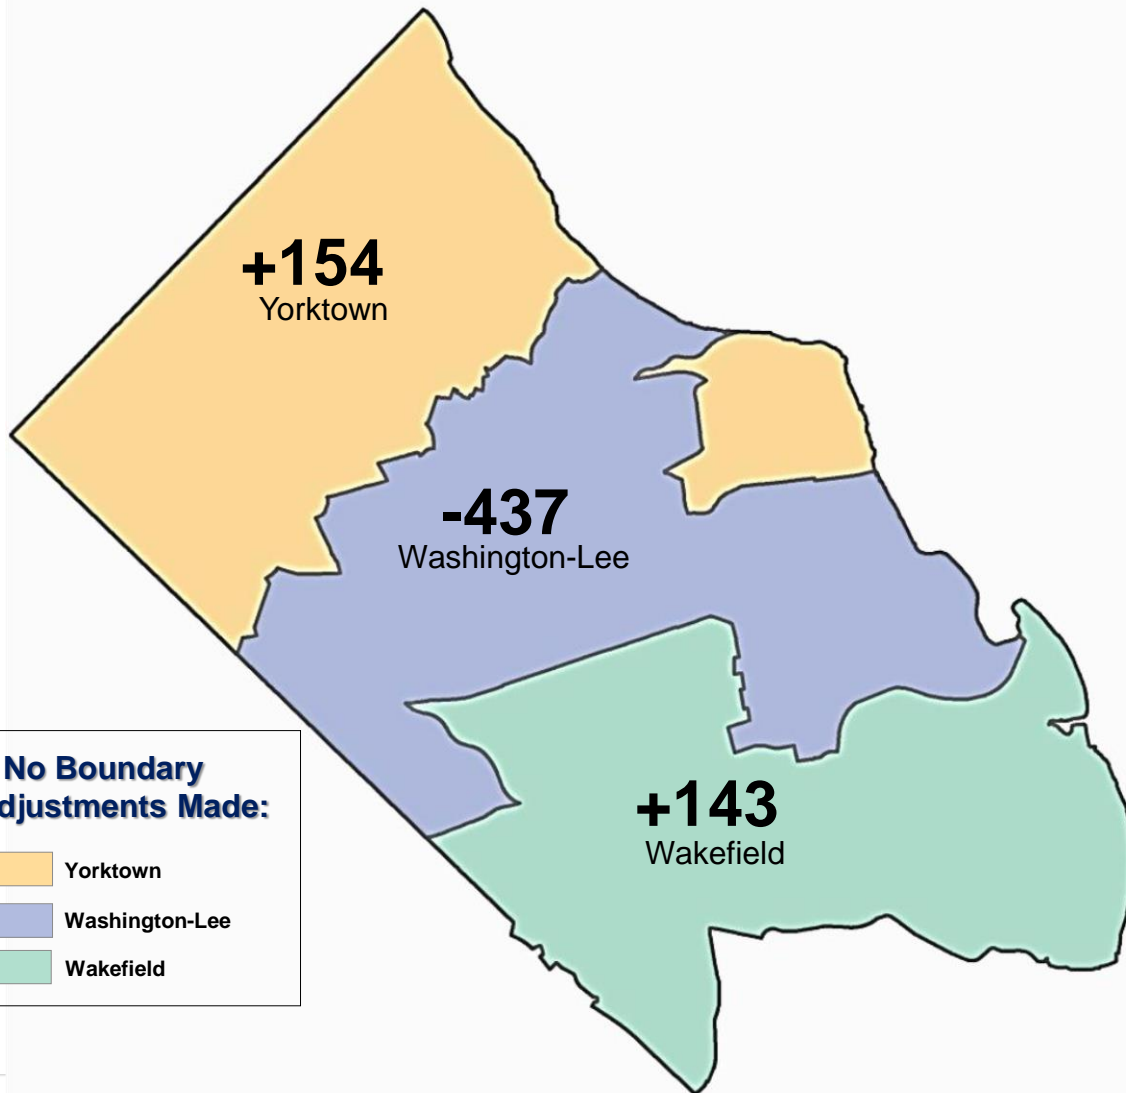 +154
Yorktown
-437
Washington-Lee
+143
Wakefield
No Boundary
djustments Made:
Yorktown
Washington-Lee
Wakefield